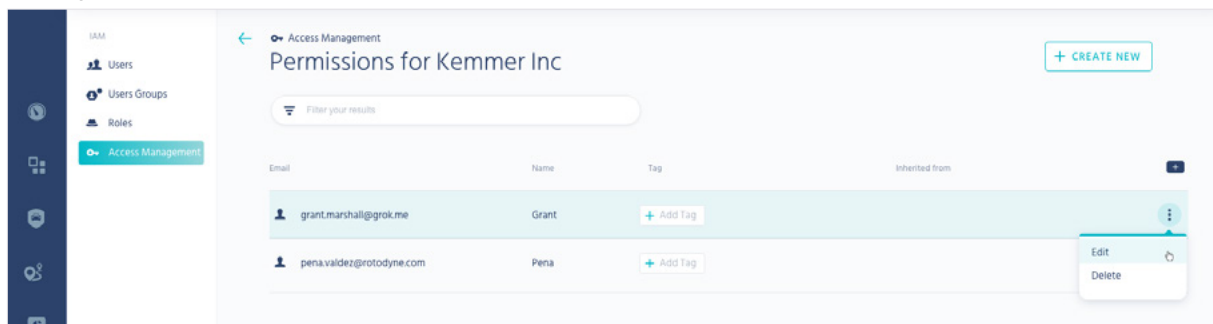 IAM
Users
Users Groups
Roles
Access Management
Access Management
Permissions for Kemmer Inc
+ CREATE NEW
Filter your results
Email Name Tag Inherited from
grant.marshall@grok.me Grant + Add Tag
pena.valdez@rotodyne.com Pena + Add Tag
Edit
Delete